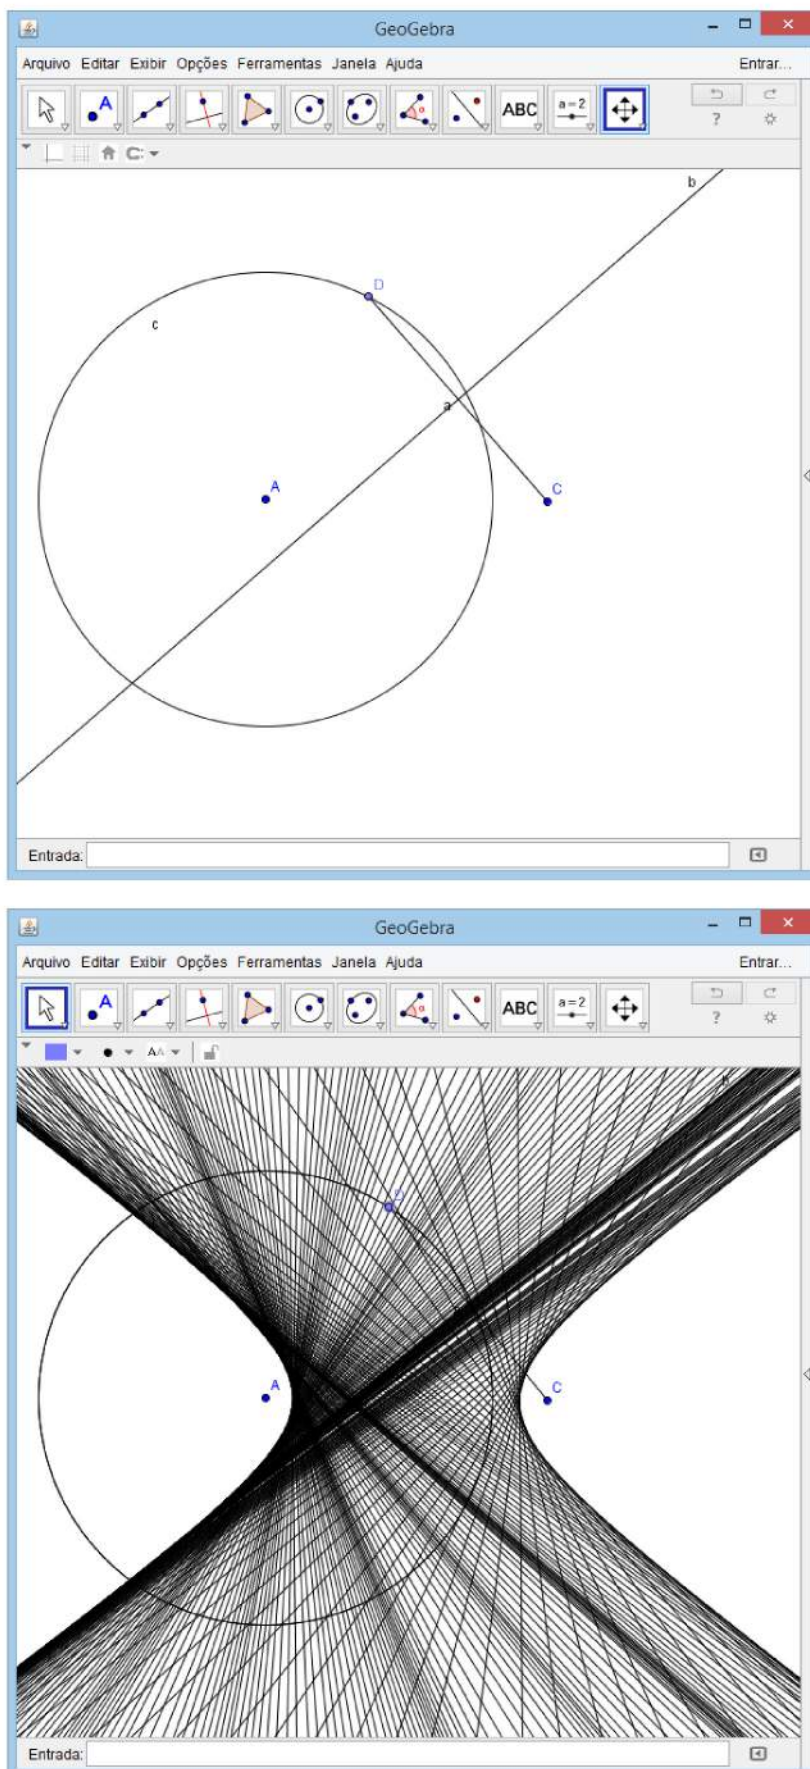 GeoGebra
Arquivo Editar Exibir Opções Ferramentas Janela Ajuda Entrar...
A ABC a=2
?
b
D
c
a
A
C
Entrada:
GeoGebra
Arquivo Editar Exibir Opções Ferramentas Janela Ajuda Entrar...
A ABC a=2
?
AA
D
A
C
Entrada: